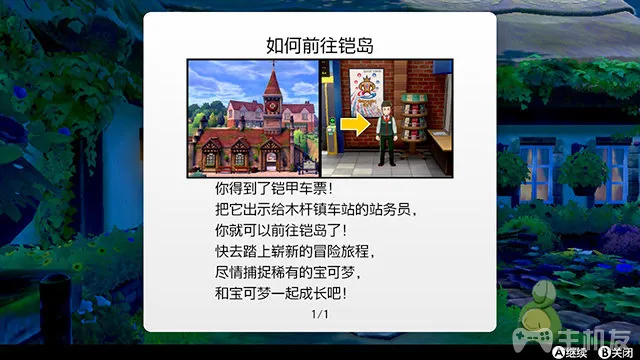 如何前往铠岛
你得到了铠甲车票！
把它出示给木杆镇车站的站务员，
你就可以前往铠岛了！
快去踏上崭新的冒险旅程，
尽情捕捉稀有的宝可梦，
和宝可梦一起成长吧！
1/1
主机友
A继续 B关闭